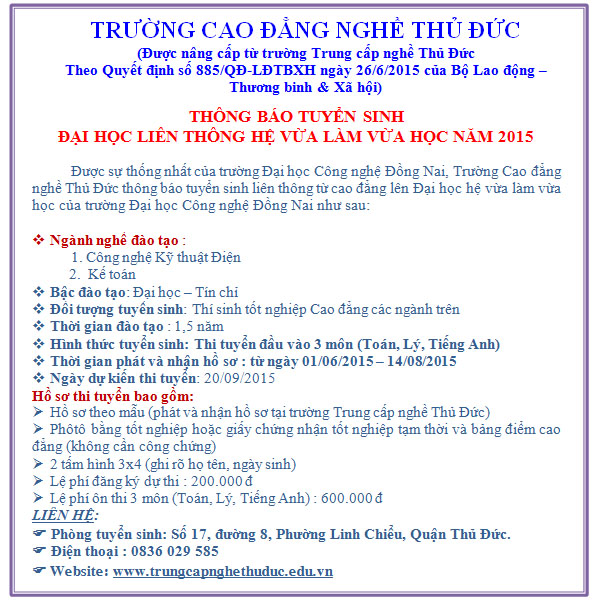 TRƯỜNG CAO ĐẲNG NGHỀ THỦ ĐỨC
(Được nâng cấp từ trường Trung cấp nghề Thủ Đức
Theo Quyết định số 885/QĐ-LĐTBXH ngày 26/6/2015 của Bộ Lao động –
Thương binh & Xã hội)
THÔNG BÁO TUYỂN SINH
ĐẠI HỌC LIÊN THÔNG HỆ VỪA LÀM VỪA HỌC NĂM 2015
Được sự thống nhất của trường Đại học Công nghệ Đồng Nai, Trường Cao đẳng
nghề Thủ Đức thông báo tuyển sinh liên thông từ cao đẳng lên Đại học hệ vừa làm vừa
học của trường Đại học Công nghệ Đồng Nai như sau:
❖ Ngành nghề đào tạo :
1. Công nghệ Kỹ thuật Điện
2. Kế toán
❖ Bậc đào tạo: Đại học – Tín chỉ
❖ Đối tượng tuyển sinh: Thí sinh tốt nghiệp Cao đẳng các ngành trên
❖ Thời gian đào tạo : 1,5 năm
❖ Hình thức tuyển sinh: Thi tuyển đầu vào 3 môn (Toán, Lý, Tiếng Anh)
❖ Thời gian phát và nhận hồ sơ : từ ngày 01/06/2015 – 14/08/2015
❖ Ngày dự kiến thi tuyển: 20/09/2015
Hồ sơ thi tuyển bao gồm:
➢ Hồ sơ theo mẫu (phát và nhận hồ sơ tại trường Trung cấp nghề Thủ Đức)
➢ Phôtô bằng tốt nghiệp hoặc giấy chứng nhận tốt nghiệp tạm thời và bảng điểm cao
đẳng (không cần công chứng)
➢ 2 tấm hình 3x4 (ghi rõ họ tên, ngày sinh)
➢ Lệ phí đăng ký dự thi : 200.000 đ
➢ Lệ phí ôn thi 3 môn (Toán, Lý, Tiếng Anh) : 600.000 đ
LIÊN HỆ:
☞ Phòng tuyển sinh: Số 17, đường 8, Phường Linh Chiểu, Quận Thủ Đức.
☞ Điện thoại : 0836 029 585
☞ Website: www.trungcapnghethuduc.edu.vn